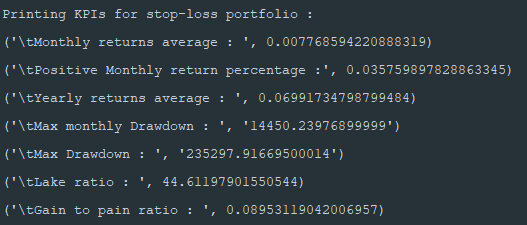 Printing KPIs for stop-loss portfolio :
('\tMonthly returns average : ', 0.007768594220888319)
('\tPositive Monthly return percentage :', 0.035759897828863345)
('\tYearly returns average : ', 0.06991734798799484)
('\tMax monthly Drawdown : ', '14450.23976899999')
('\tMax Drawdown : ', '235297.91669500014')
('\tLake ratio : ', 44.61197901550544)
('\tGain to pain ratio : ', 0.08953119042006957)